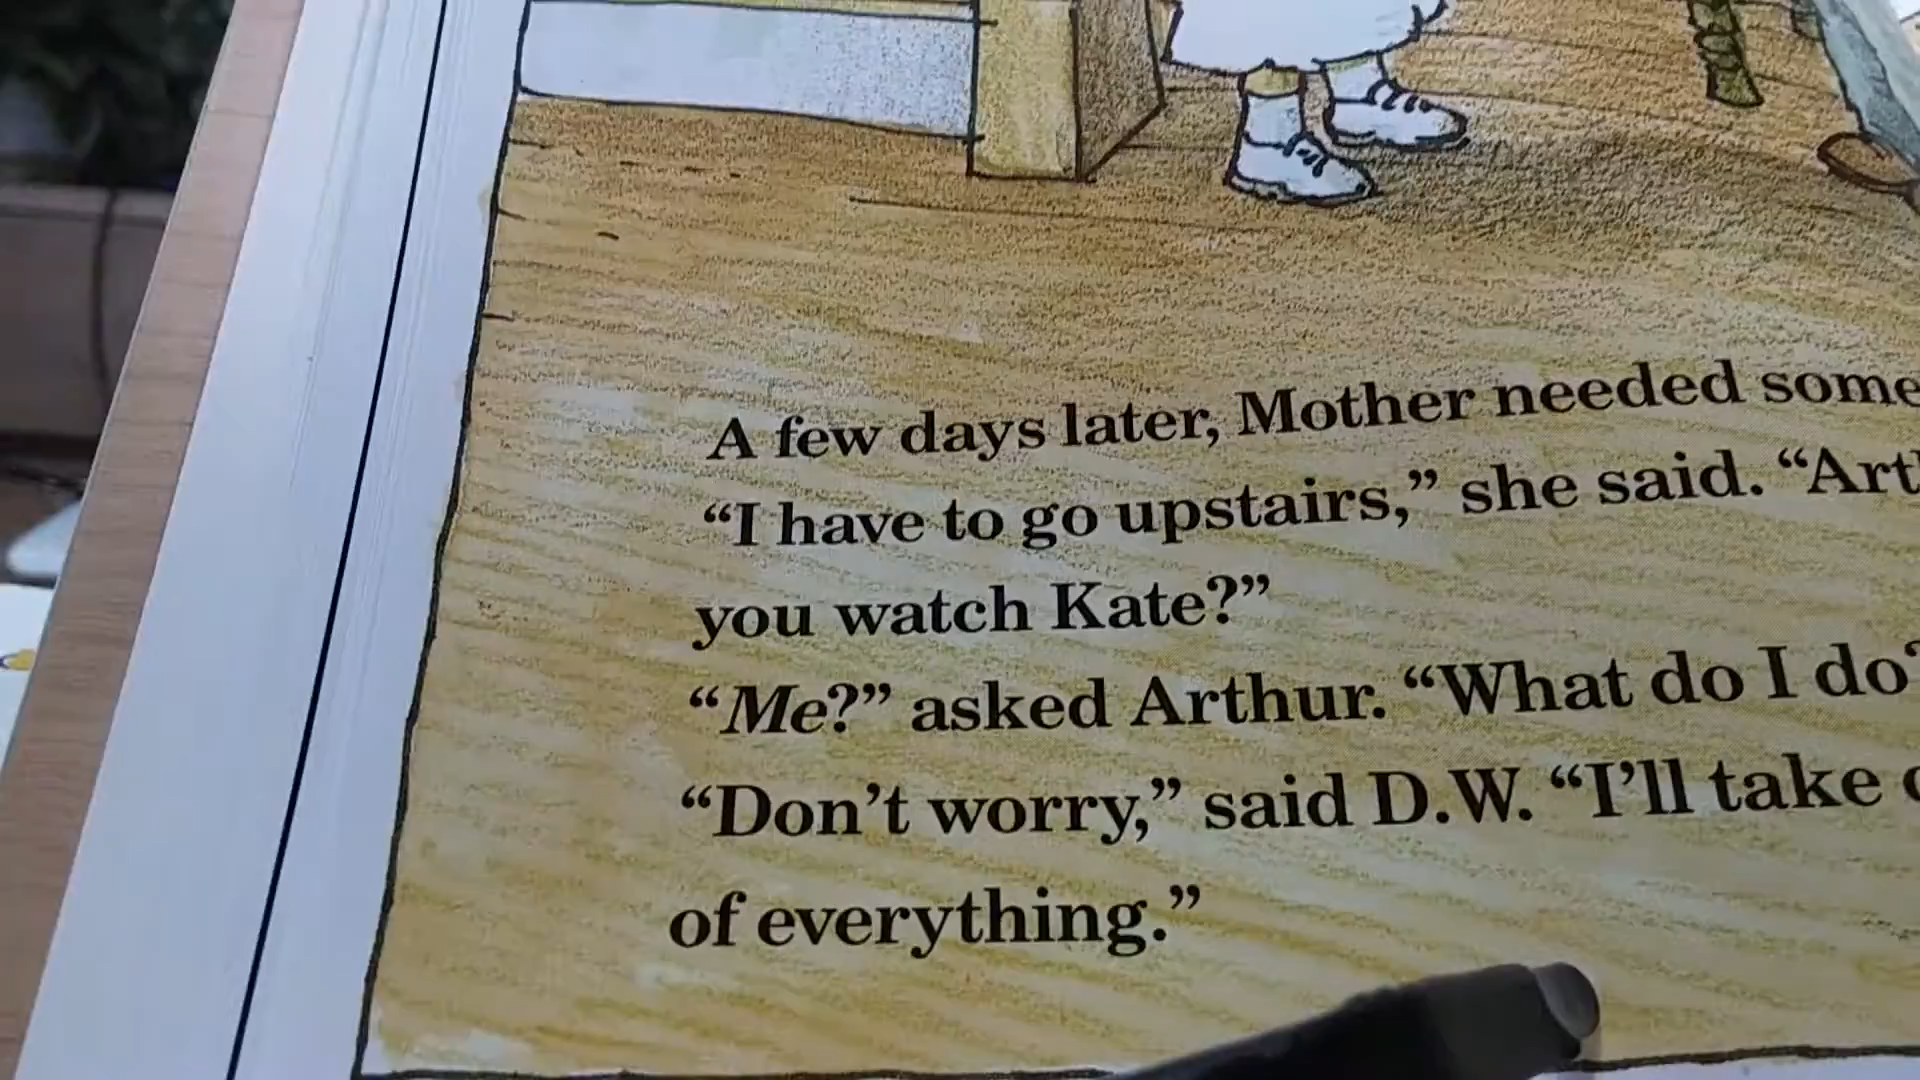 A few days later, Mother needed some
“I have to go upstairs,” she said. “Art
you watch Kate?”
“Me?” asked Arthur. “What do I do?
“Don’t worry,” said D.W. “I’ll take
of everything.”